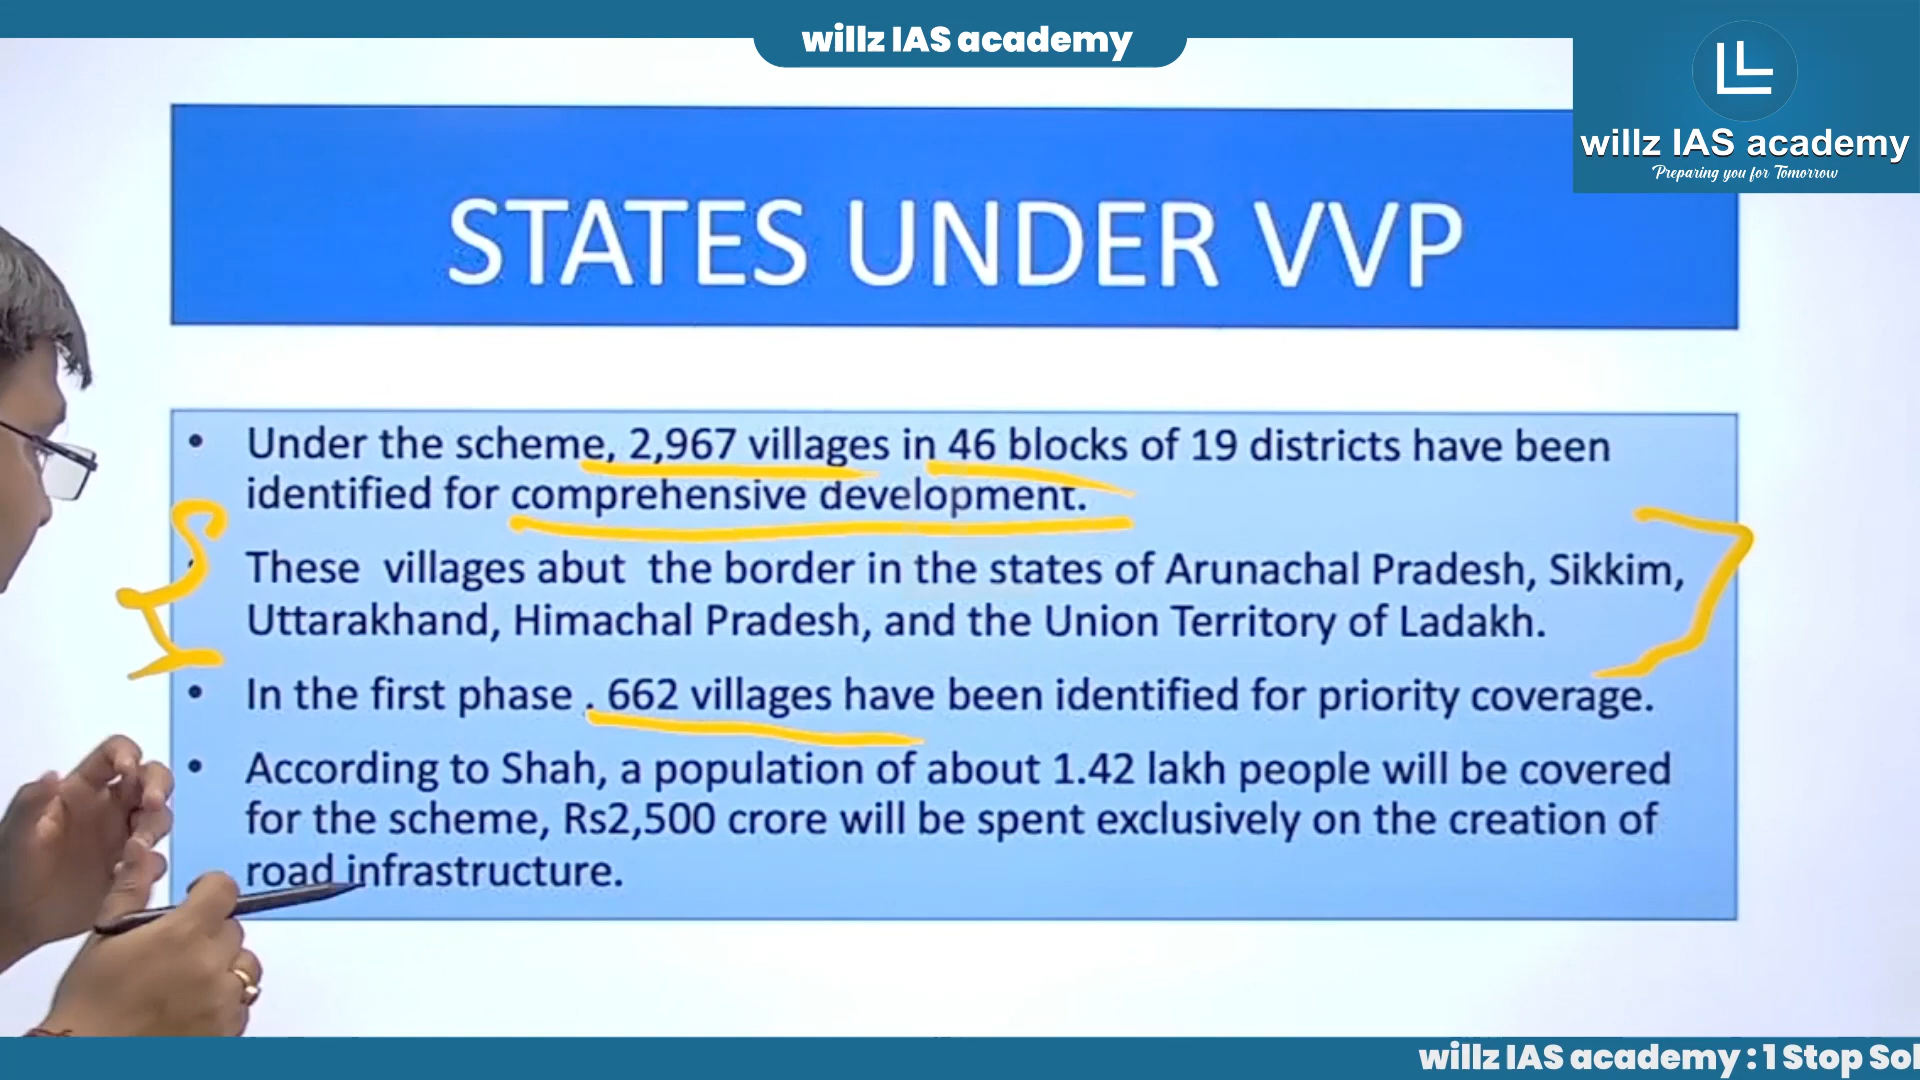 willz IAS academy
LL
willz IAS academy
Preparing you for Tomorrow
STATES UNDER VVP
• Under the scheme, 2,967 villages in 46 blocks of 19 districts have been
identified for comprehensive development.
These villages abut the border in the states of Arunachal Pradesh, Sikkim,
Uttarakhand, Himachal Pradesh, and the Union Territory of Ladakh.
• In the first phase . 662 villages have been identified for priority coverage.
• According to Shah, a population of about 1.42 lakh people will be covered
for the scheme, Rs2,500 crore will be spent exclusively on the creation of
road infrastructure.
willz IAS academy : 1 Stop Sol